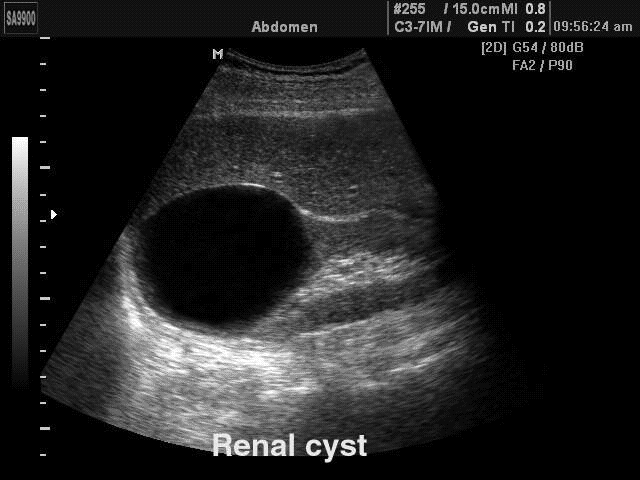 SA9900
Abdomen
#255 / 15.0cm MI 0.8
C3-7IM / Gen TI 0.2
09:56:24 am
[2D] G54 / 80dB
FA2 / P90
M
Renal cyst